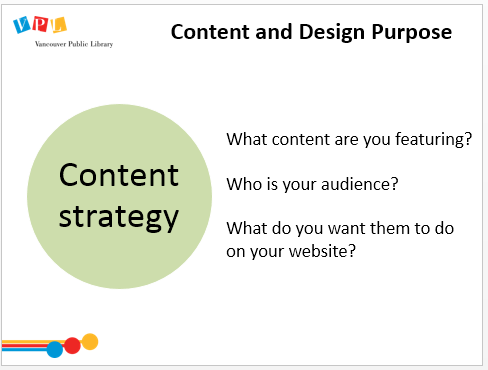 VPL
Vancouver Public Library
Content and Design Purpose
Content
strategy
What content are you featuring?
Who is your audience?
What do you want them to do
on your website?